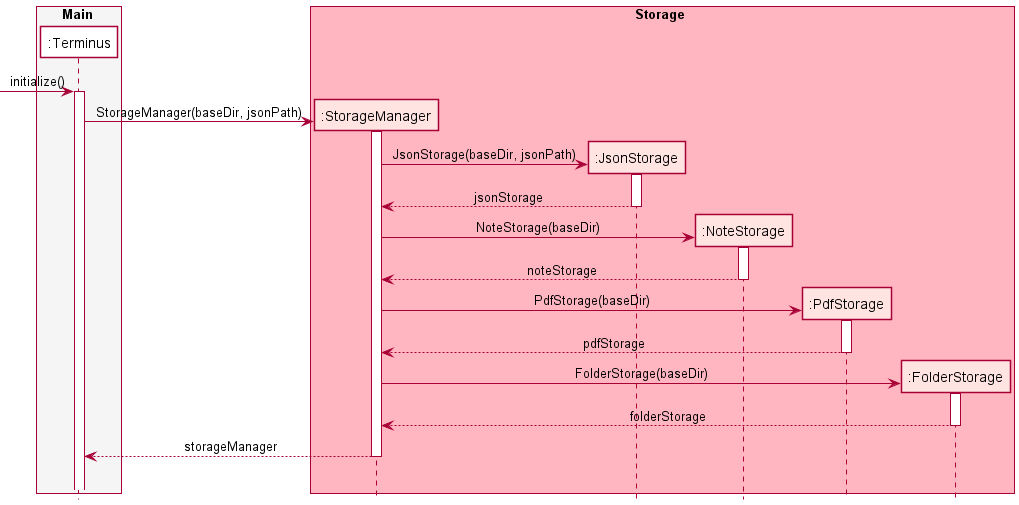 Main
Storage
:Terminus
initialize()
StorageManager(baseDir, jsonPath)
:StorageManager
JsonStorage(baseDir, jsonPath)
:JsonStorage
jsonStorage
NoteStorage(baseDir)
:NoteStorage
noteStorage
PdfStorage(baseDir)
:PdfStorage
pdfStorage
FolderStorage(baseDir)
:FolderStorage
folderStorage
storageManager